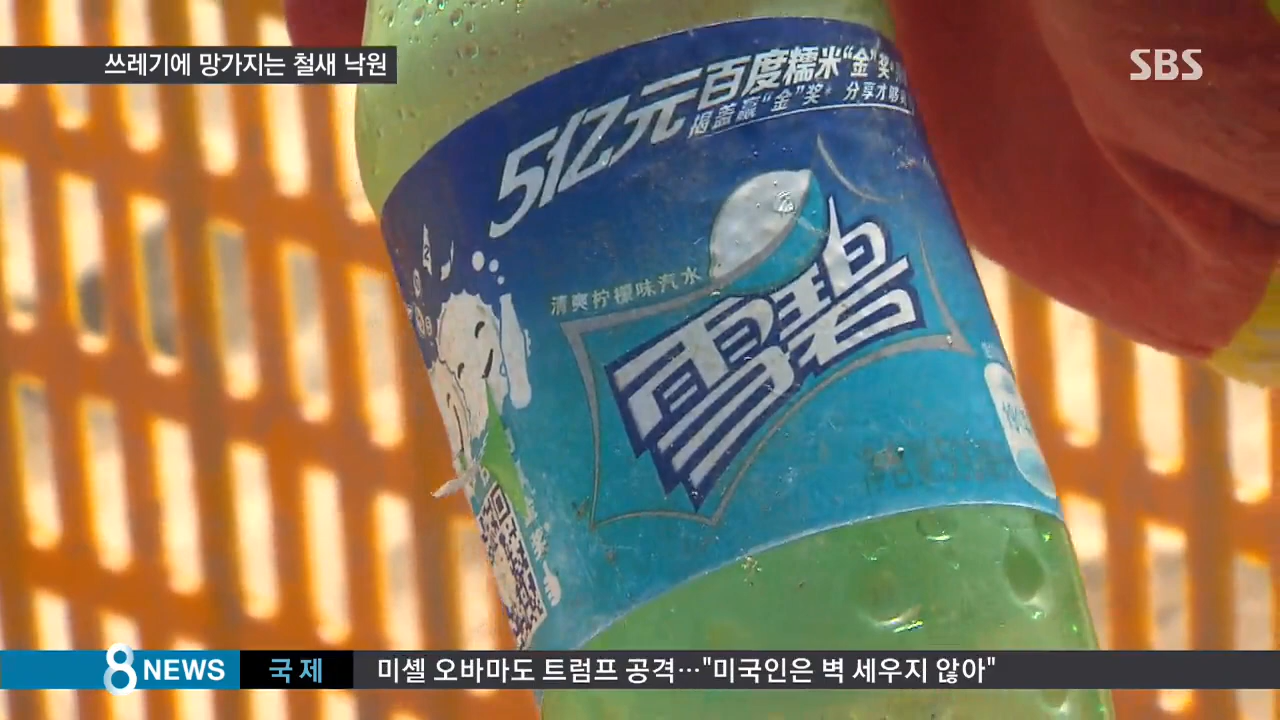 쓰레기에 망가지는 철새 낙원
SBS
5亿元百度糯米“金”奖
揭盖赢“金”奖 分享才够
清爽柠檬味汽水
雪碧
8 NEWS 국제 미셸 오바마도 트럼프 공격…"미국인은 벽 세우지 않아"